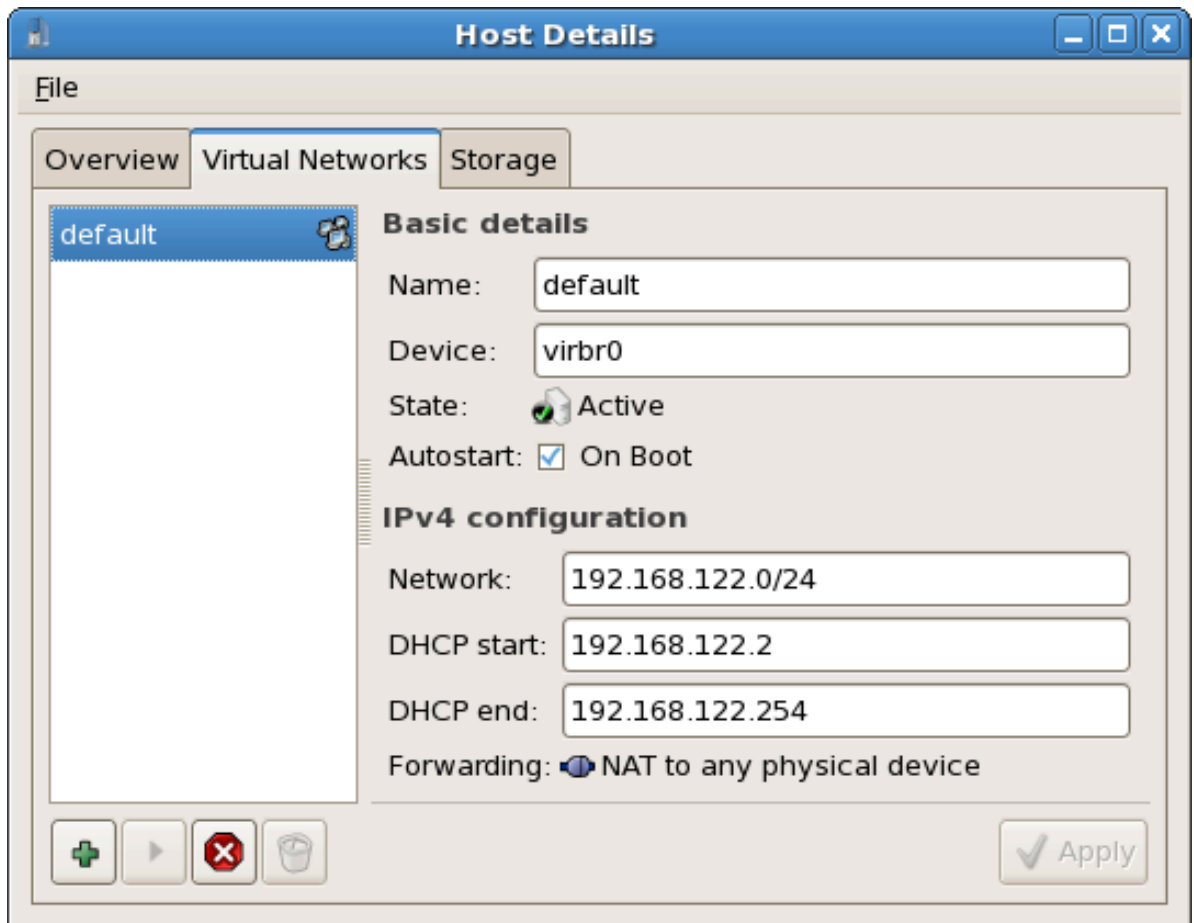 Host Details
File
Overview Virtual Networks Storage
default
Basic details
Name: default
Device: virbr0
State: Active
Autostart: On Boot
IPv4 configuration
Network: 192.168.122.0/24
DHCP start: 192.168.122.2
DHCP end: 192.168.122.254
Forwarding: NAT to any physical device
Apply